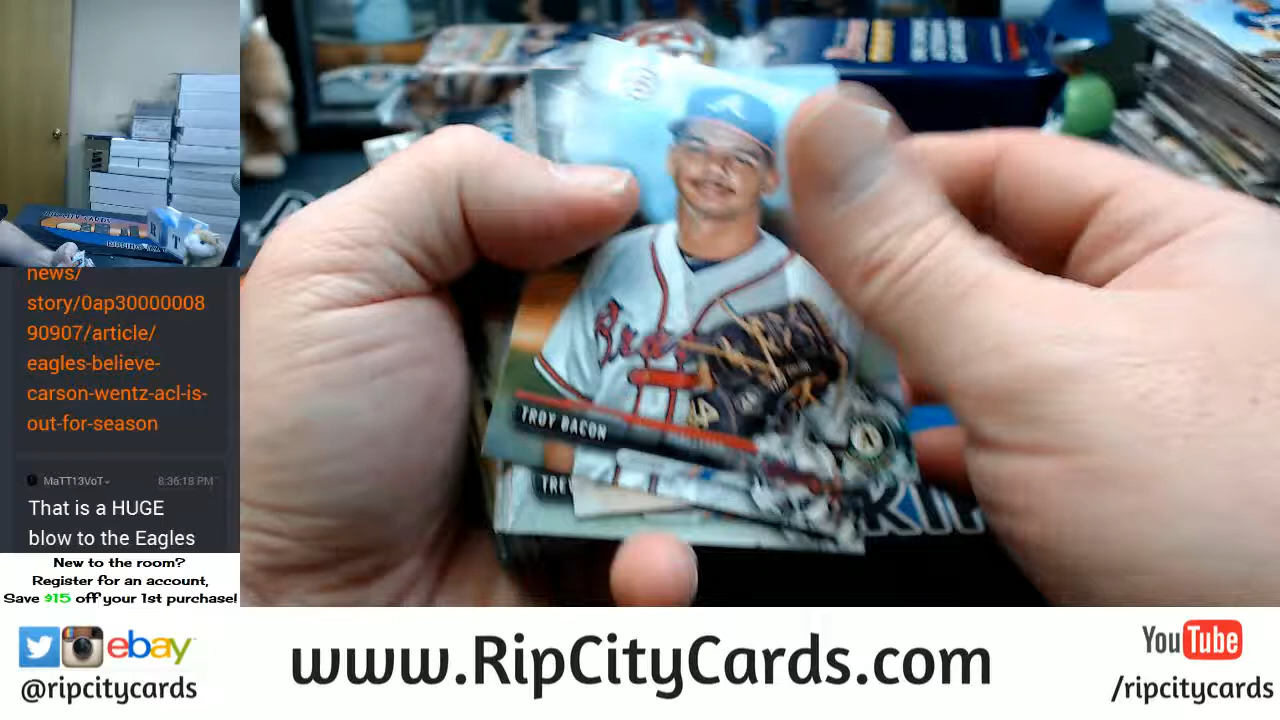 news/
story/0ap30000008
90907/article/
eagles-believe-
carson-wentz-acl-is-
out-for-season
MaTT13VoT
8:36:18 PM
That is a HUGE
blow to the Eagles
New to the room?
Register for an account,
Save $15 off your 1st purchase!
TROY BACON
TRE
ebay
@ripcitycards
www.RipCityCards.com
YouTube
/ripcitycards